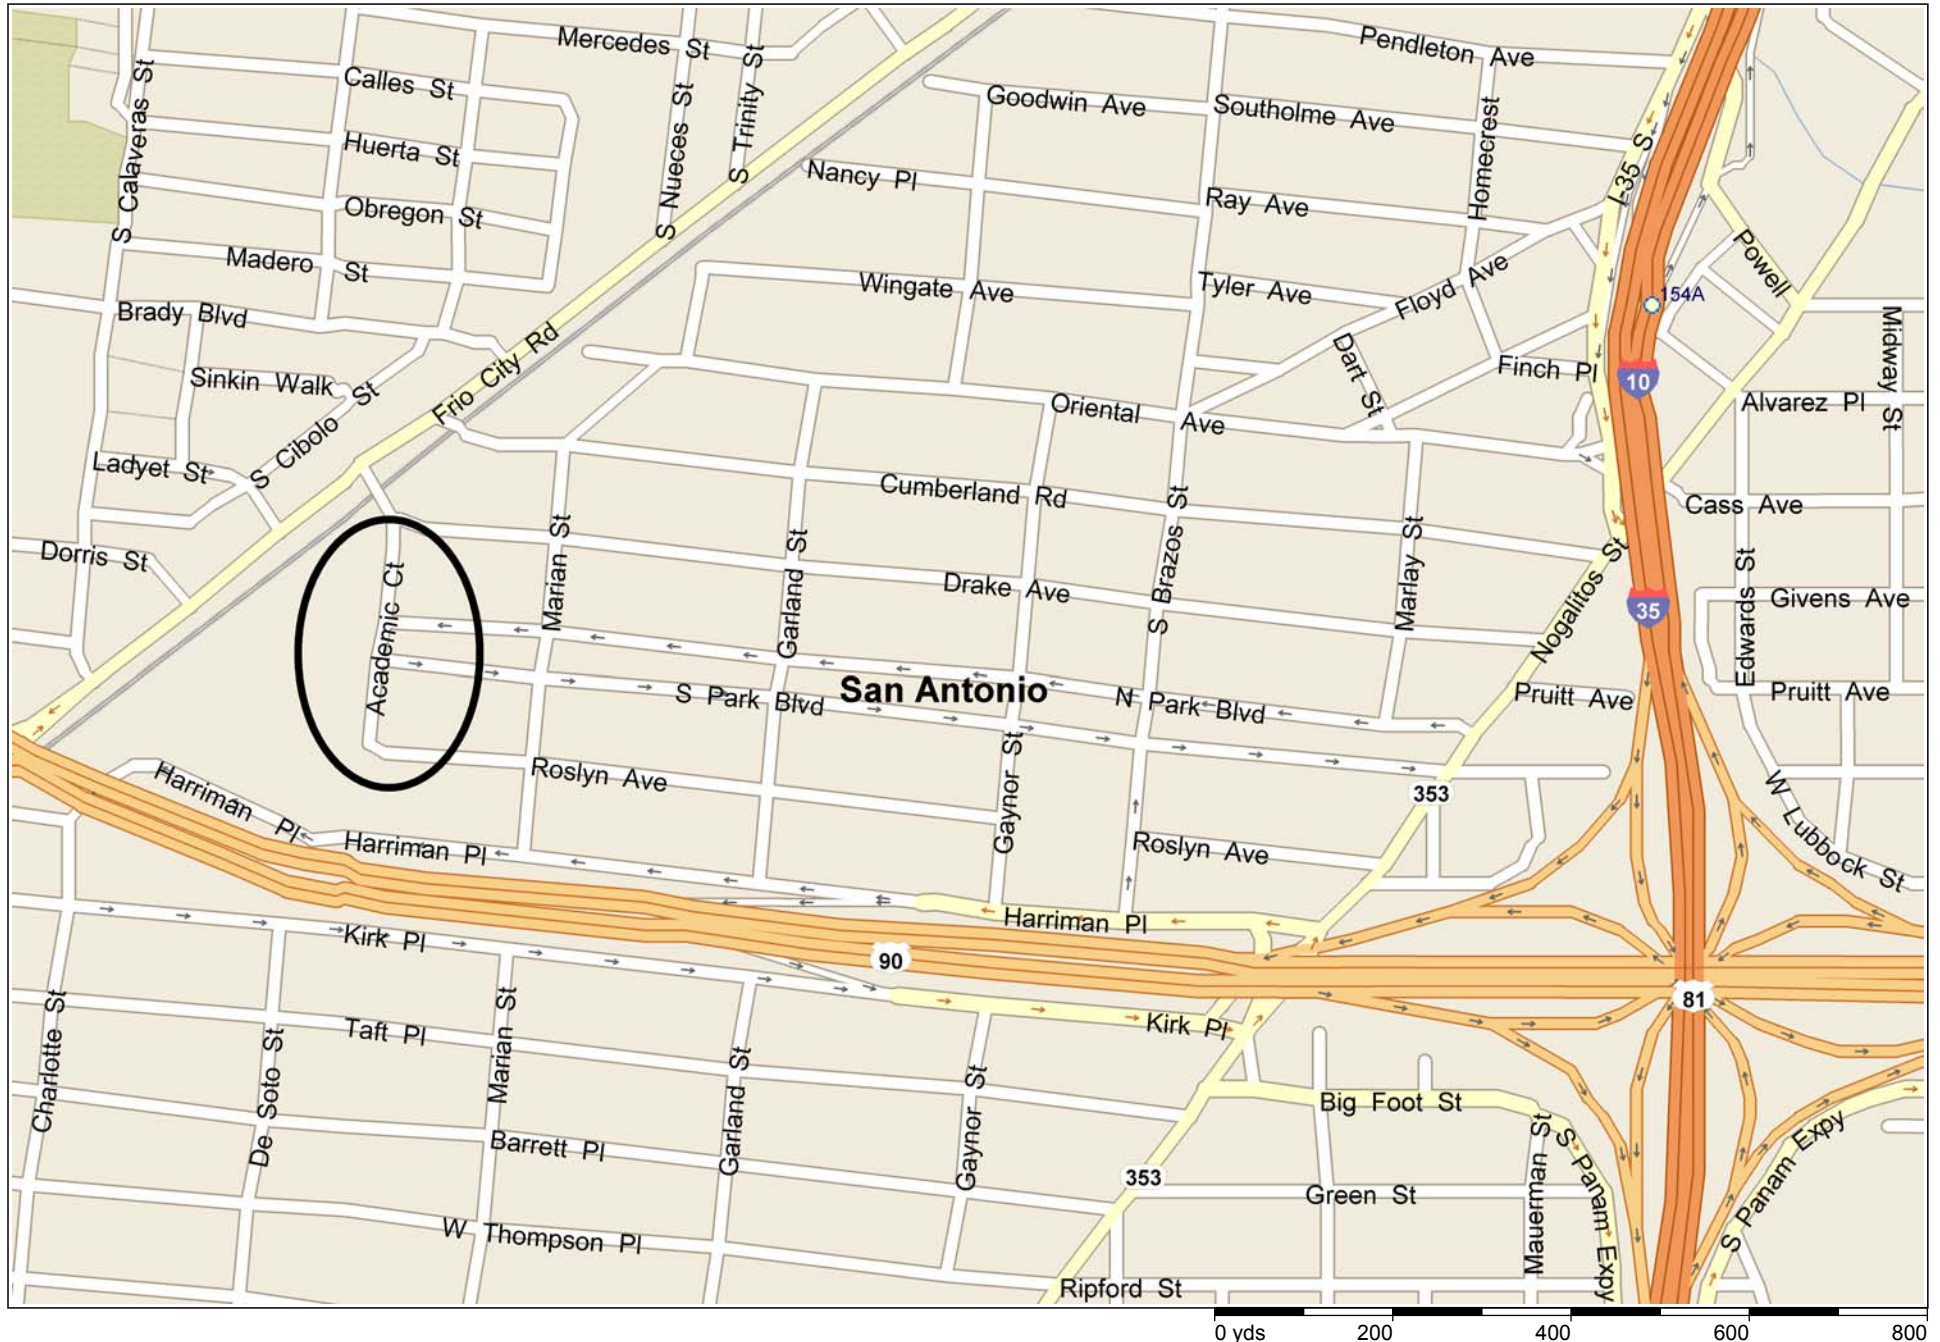 Mercedes St
Pendleton Ave
S Calaveras St
Calles St
S Nueces St
S Trinity St
Goodwin Ave
Southolme Ave
Homecrest
I-35 S
Huerta St
Nancy Pl
Ray Ave
Obregon St
Powell
Madero St
Wingate Ave
Tyler Ave
Floyd Ave
154A
Midway St
Brady Blvd
Frio City Rd
Dart St
Finch Pl
10
Sinkin Walk
S Cibolo St
Oriental Ave
Alvarez Pl
Ladyet St
Cumberland Rd
Cass Ave
Dorris St
Academic Ct
Marian St
Garland St
Drake Ave
S Brazos St
Marlay St
Nogalitos St
35
Edwards St
Givens Ave
S Park Blvd
San Antonio
N Park Blvd
Pruitt Ave
Pruitt Ave
Harriman Pl
Roslyn Ave
Gaynor St
353
W Lubbock St
Harriman Pl
Roslyn Ave
Harriman Pl
Kirk Pl
90
81
Charlotte St
De Soto St
Taft Pl
Marian St
Garland St
Gaynor St
Kirk Pl
Big Foot St
Mauerman St
S Panam Expy
S Panam Expy
Barrett Pl
353
Green St
W Thompson Pl
Ripford St
0 yds 200 400 600 800